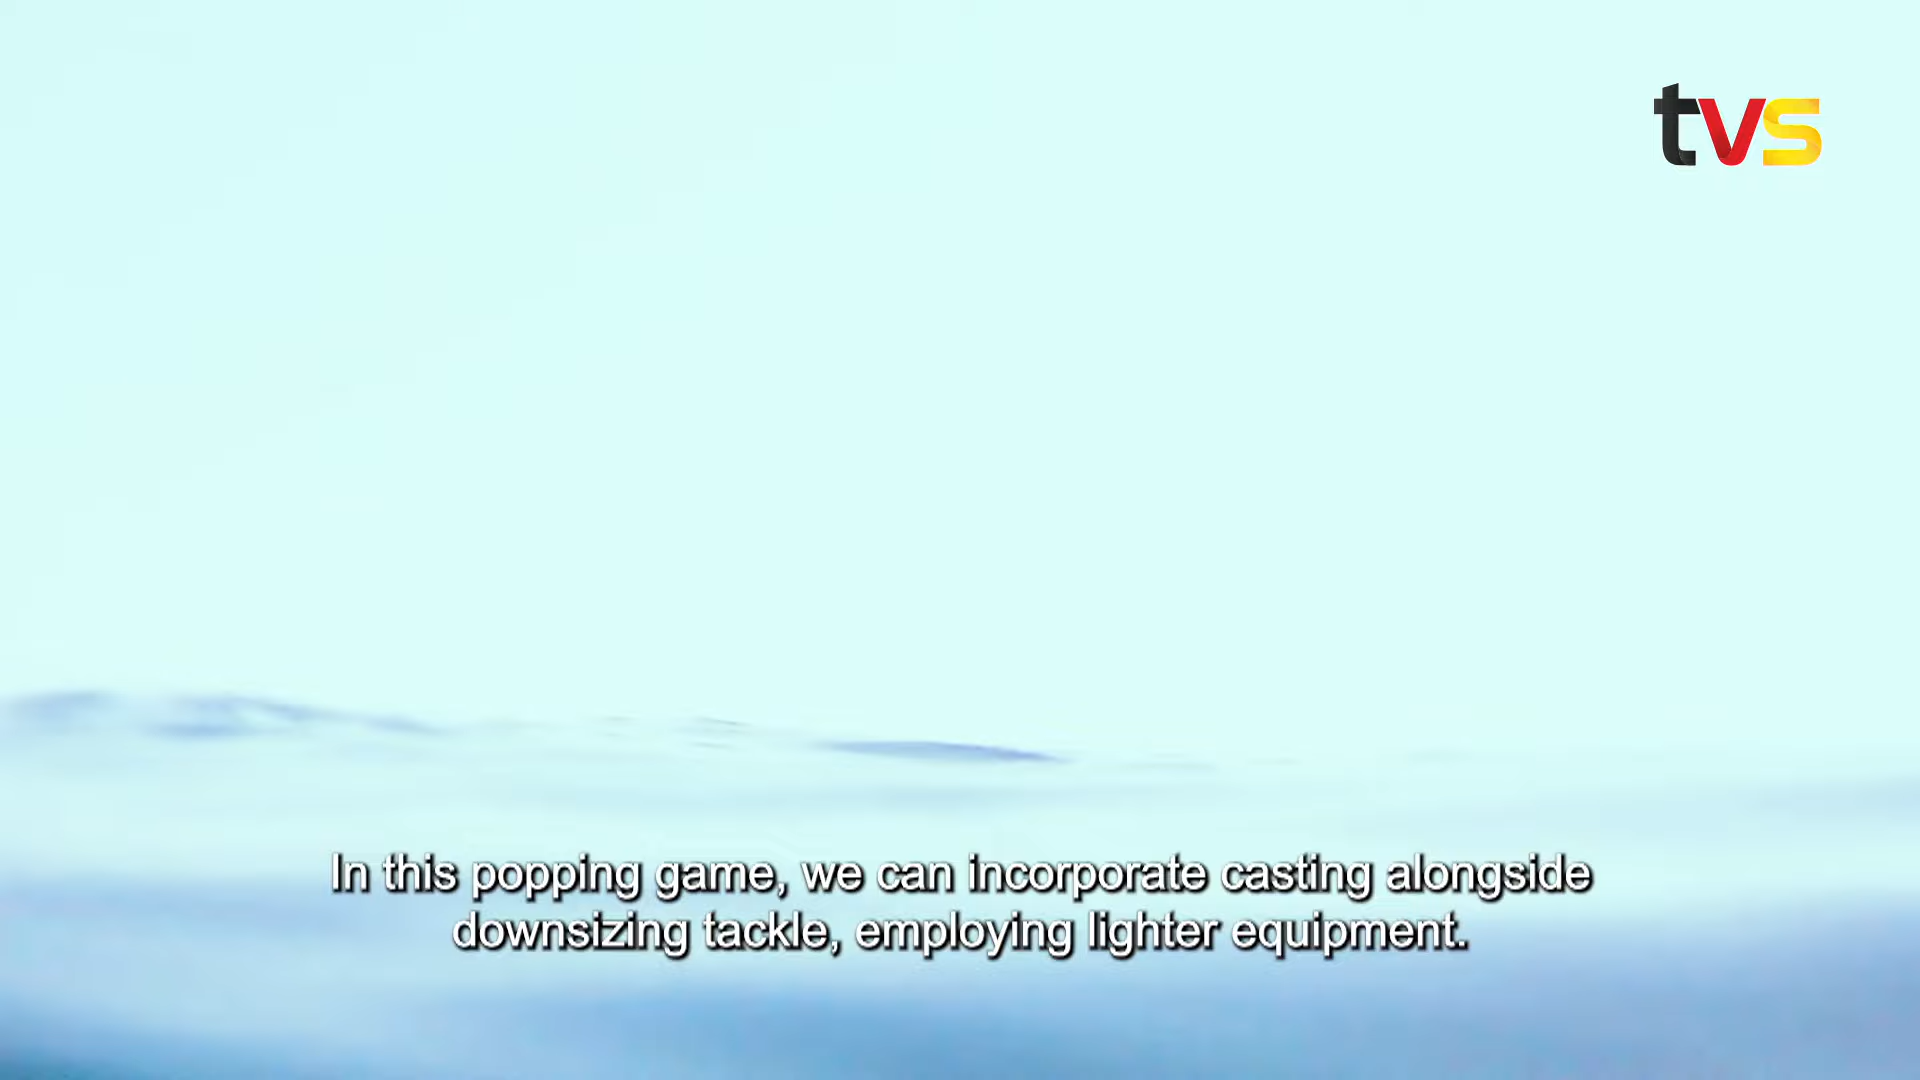 tvs
In this popping game, we can incorporate casting alongside
downsizing tackle, employing lighter equipment.